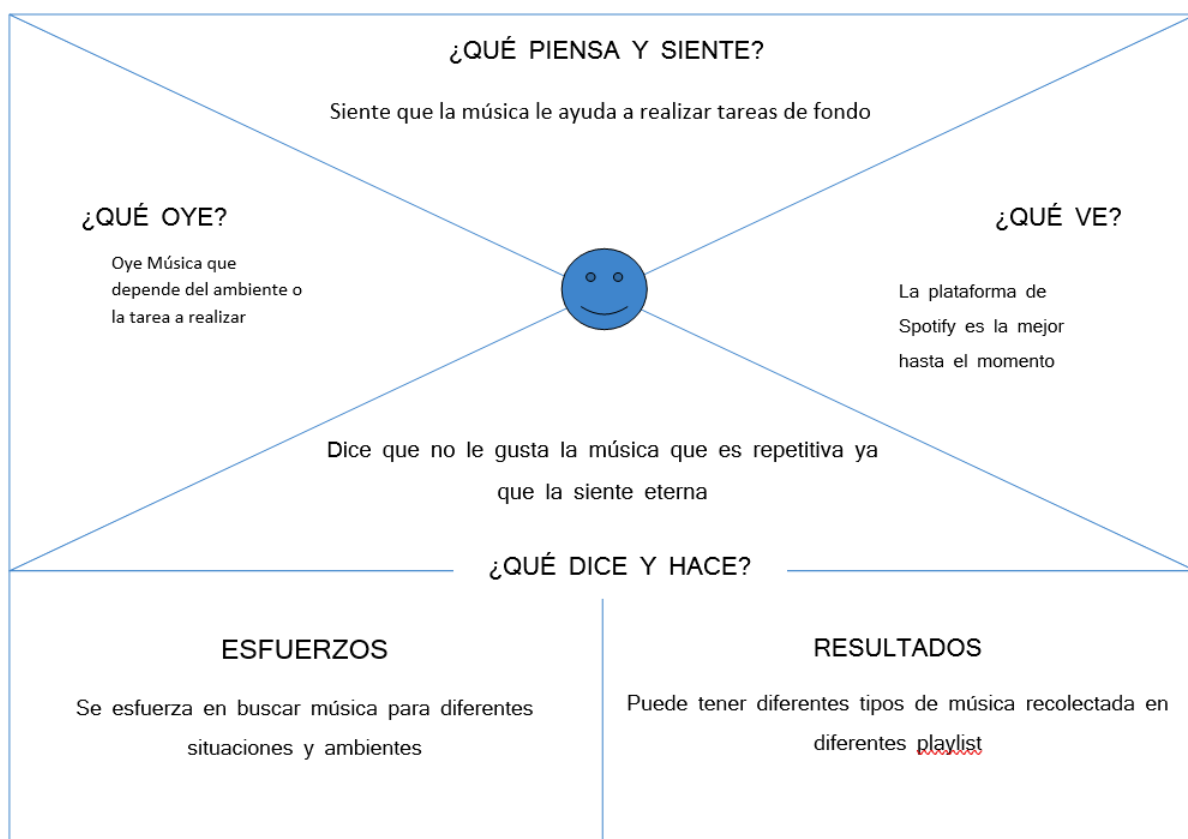 ¿QUÉ PIENSA Y SIENTE?
Siente que la música le ayuda a realizar tareas de fondo
¿QUÉ OYE?
Oye Música que
depende del ambiente o
la tarea a realizar
¿QUÉ VE?
La plataforma de
Spotify es la mejor
hasta el momento
Dice que no le gusta la música que es repetitiva ya
que la siente eterna
¿QUÉ DICE Y HACE?
ESFUERZOS
Se esfuerza en buscar música para diferentes
situaciones y ambientes
RESULTADOS
Puede tener diferentes tipos de música recolectada en
diferentes playlist